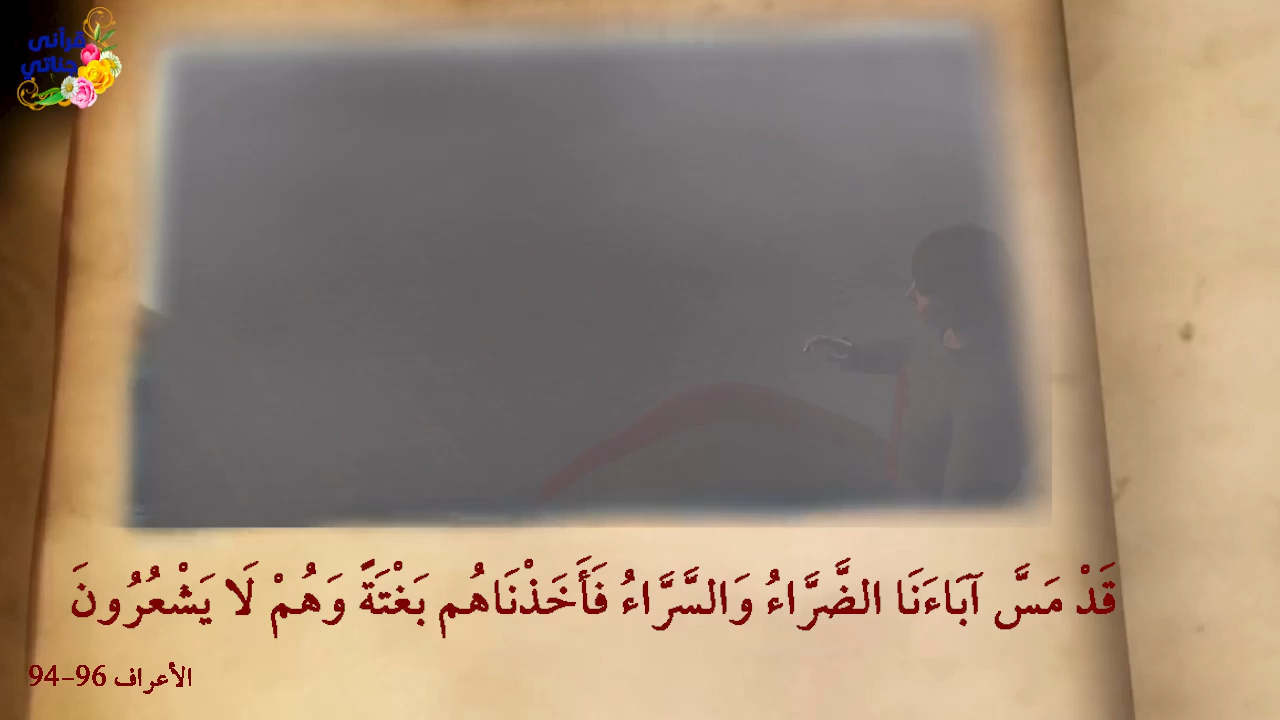 قرآني
جناتي
قَدْ مَسَّ آبَاءَنَا الضَّرَّاءُ وَالسَّرَّاءُ فَأَخَذْنَاهُم بَغْتَةً وَهُمْ لَا يَشْعُرُونَ
الأعراف 96-94